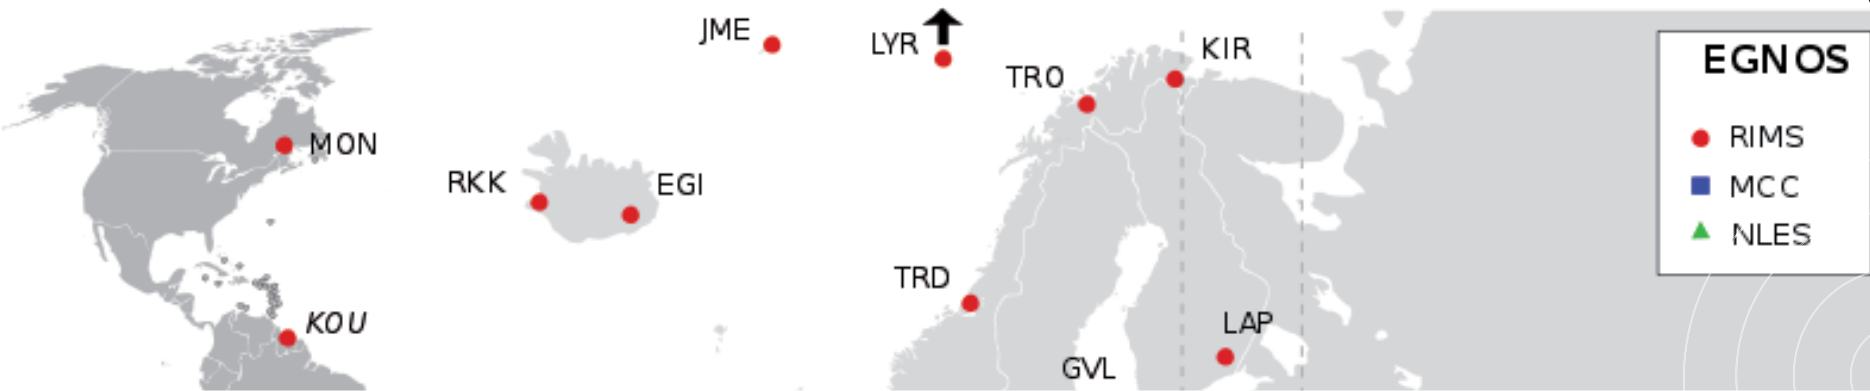 JME
LYR
KIR
TRO
MON
RKK
EGI
TRD
KOU
LAP
GVL
EGNOS
RIMS
MCC
NLES